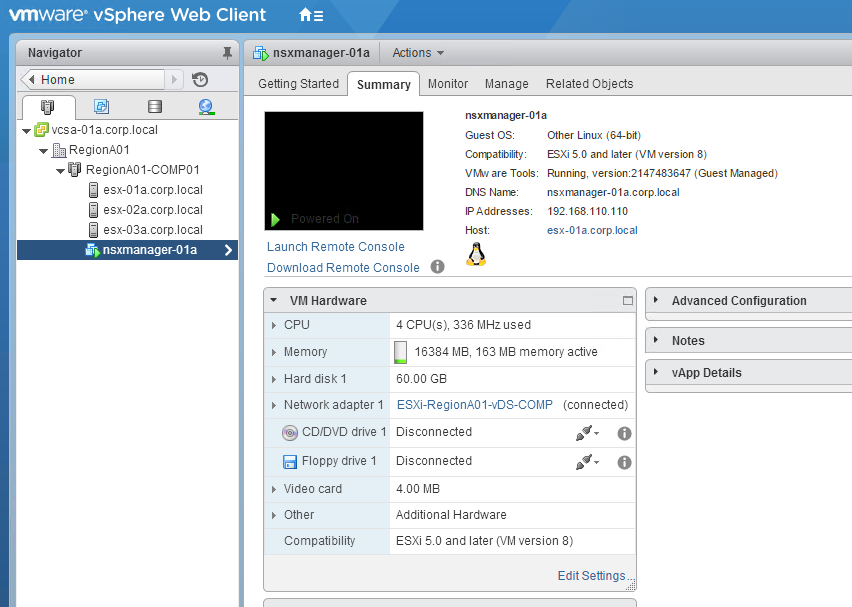 vmware® vSphere Web Client
Navigator
Home
vcsa-01a.corp.local
RegionA01
RegionA01-COMP01
esx-01a.corp.local
esx-02a.corp.local
esx-03a.corp.local
nsxmanager-01a
nsxmanager-01a
Actions
Getting Started
Summary
Monitor
Manage
Related Objects
Powered On
Launch Remote Console
Download Remote Console
nsxmanager-01a
Guest OS: Other Linux (64-bit)
Compatibility: ESXi 5.0 and later (VM version 8)
VMware Tools: Running, version:2147483647 (Guest Managed)
DNS Name: nsxmanager-01a.corp.local
IP Addresses: 192.168.110.110
Host: esx-01a.corp.local
VM Hardware
CPU 4 CPU(s), 336 MHz used
Memory 16384 MB, 163 MB memory active
Hard disk 1 60.00 GB
Network adapter 1 ESXi-RegionA01-vDS-COMP (connected)
CD/DVD drive 1 Disconnected
Floppy drive 1 Disconnected
Video card 4.00 MB
Other Additional Hardware
Compatibility ESXi 5.0 and later (VM version 8)
Edit Settings...
Advanced Configuration
Notes
vApp Details